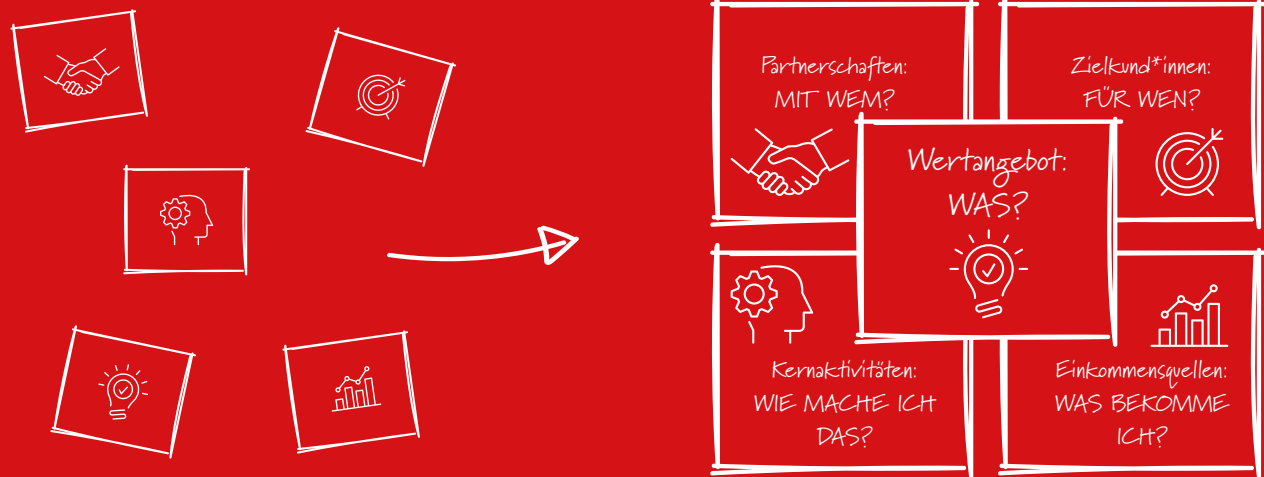 Partnerschaften:
MIT WEM?
Zielkund*innen:
FÜR WEN?
Wertangebot:
WAS?
Kernaktivitäten:
WIE MACHE ICH
DAS?
Einkommensquellen:
WAS BEKOMME
ICH?